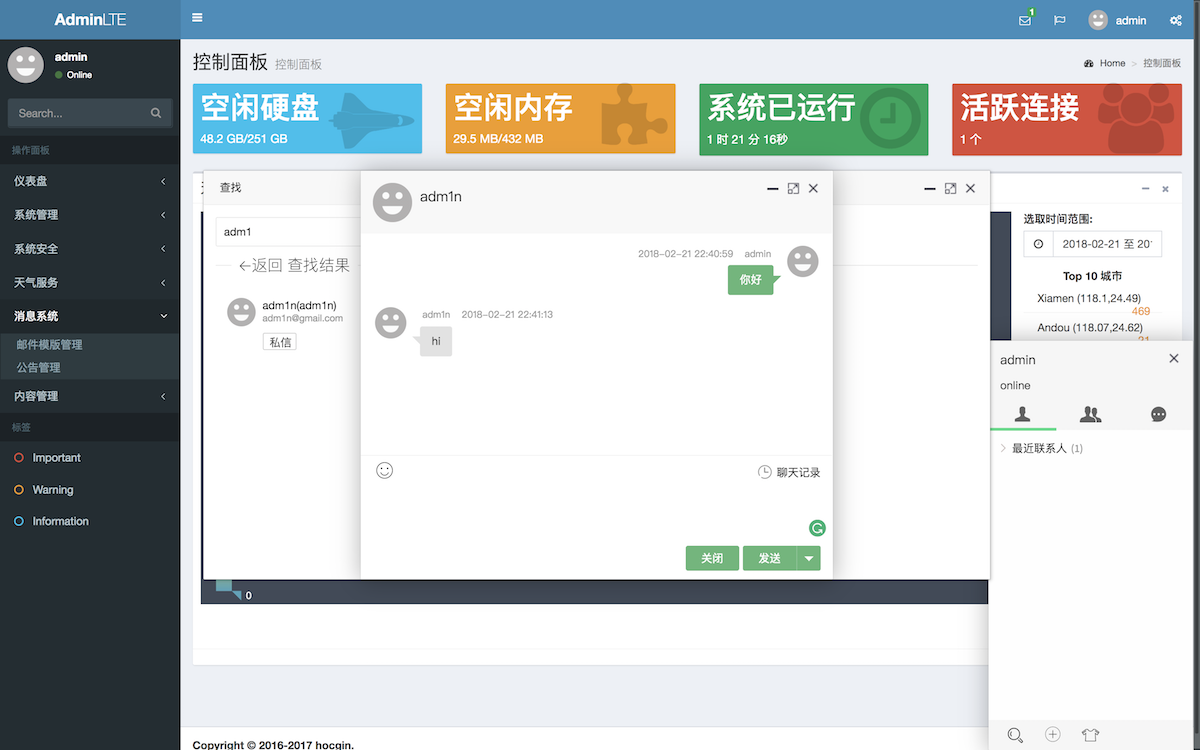 AdminLTE
1
admin
admin
Online
Search...
操作面板
仪表盘
系统管理
系统安全
天气服务
消息系统
邮件模版管理
公告管理
内容管理
标签
Important
Warning
Information
控制面板 控制面板
Home > 控制面板
空闲硬盘
48.2 GB/251 GB
空闲内存
29.5 MB/432 MB
系统已运行
1 时 21 分 16秒
活跃连接
1 个
查找
adm1
←返回 查找结果
adm1n(adm1n)
adm1n@gmail.com
私信
adm1n
2018-02-21 22:40:59 admin
你好
adm1n 2018-02-21 22:41:13
hi
聊天记录
关闭
发送
0
选取时间范围:
2018-02-21 至 20
Top 10 城市
Xiamen (118.1,24.49)
469
Andou (118.07,24.62)
admin
online
最近联系人 (1)
Copyright © 2016-2017 hocgin.